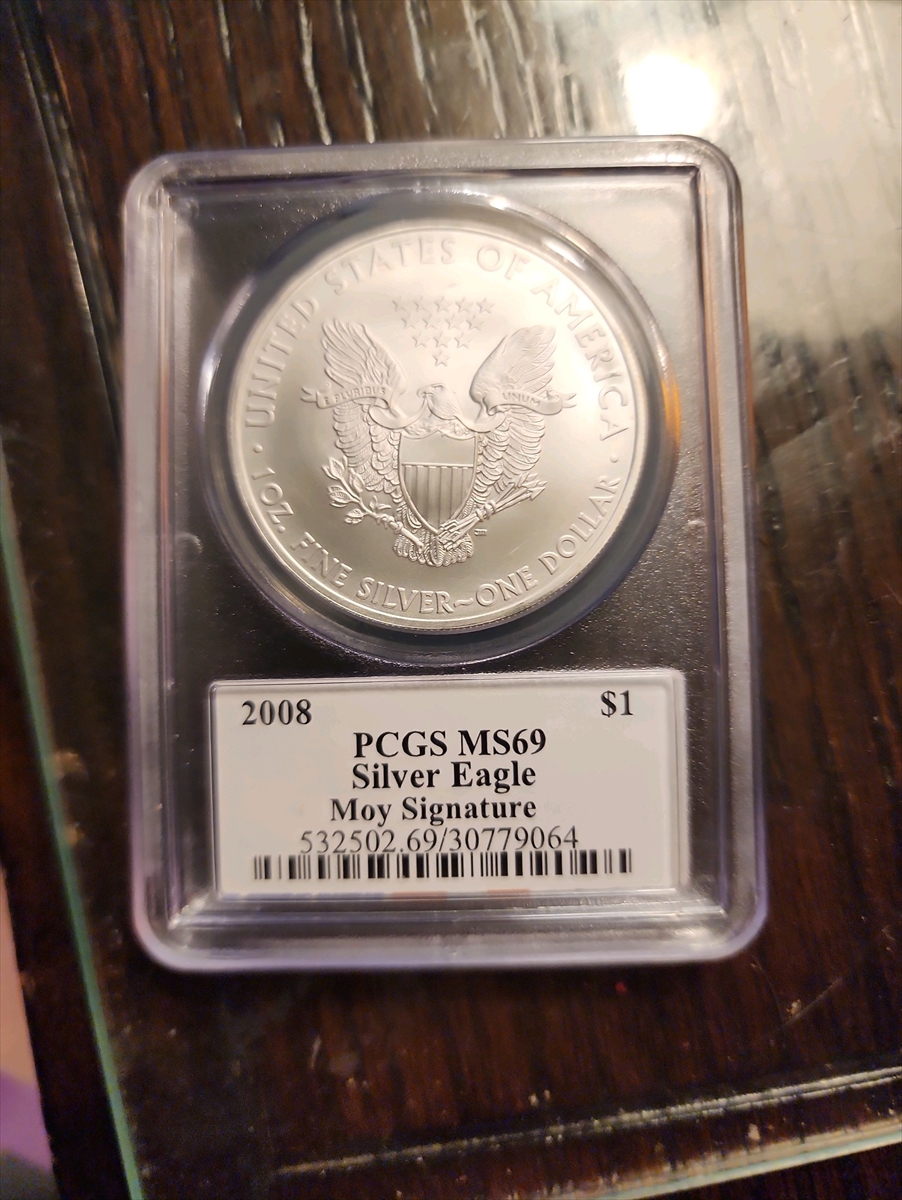 UNITED STATES OF AMERICA
E PLURIBUS UNUM
1 OZ. FINE SILVER~ONE DOLLAR
2008 $1
PCGS MS69
Silver Eagle
Moy Signature
532502.69/30779064